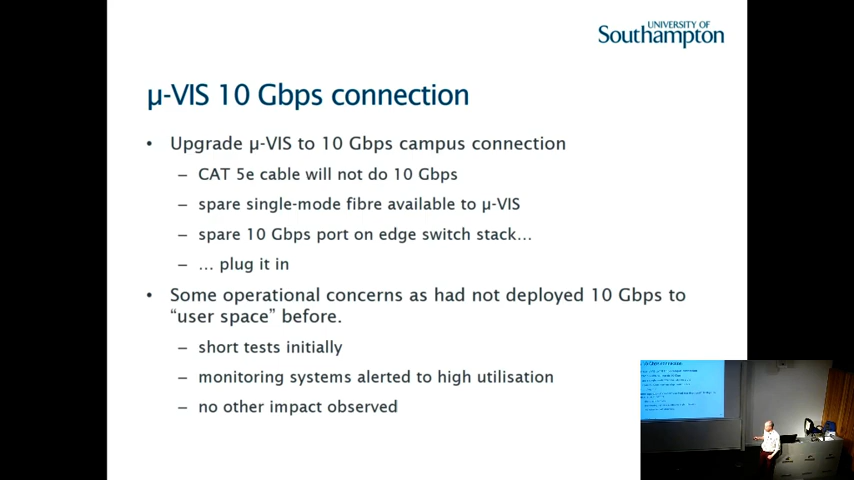 UNIVERSITY OF
Southampton
µ-VIS 10 Gbps connection
• Upgrade µ-VIS to 10 Gbps campus connection
– CAT 5e cable will not do 10 Gbps
– spare single-mode fibre available to µ-VIS
– spare 10 Gbps port on edge switch stack…
– … plug it in
• Some operational concerns as had not deployed 10 Gbps to
“user space” before.
– short tests initially
– monitoring systems alerted to high utilisation
– no other impact observed